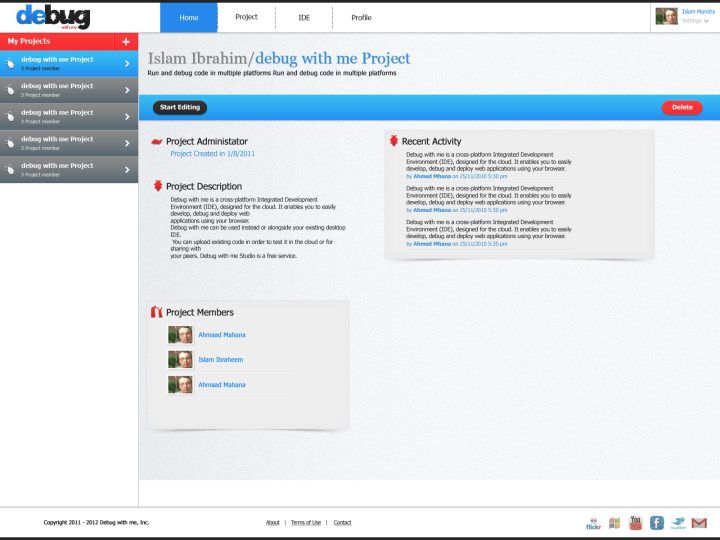 debug
with me
Home
Project
IDE
Profile
Islam Manshy
Settings
My Projects +
debug with me Project
3 Project member
debug with me Project
3 Project member
debug with me Project
3 Project member
debug with me Project
3 Project member
debug with me Project
3 Project member
Islam Ibrahim/debug with me Project
Run and debug code in multiple platforms Run and debug code in multiple platforms
Start Editing
Delete
Project Administator
Project Created in 1/8/2011
Project Description
Debug with me is a cross-platform Integrated Development
Environment (IDE), designed for the cloud. It enables you to easily
develop, debug and deploy web
applications using your browser.
Debug with me can be used instead or alongside your existing desktop
IDE.
You can upload existing code in order to test it in the cloud or for
sharing with
your peers. Debug with me Studio is a free service.
Recent Activity
Debug with me is a cross-platform Integrated Development
Environment (IDE), designed for the cloud. It enables you to easily
develop, debug and deploy web applications using your browser.
by Ahmed Mhana on 25/11/2010 5:30 pm
Debug with me is a cross-platform Integrated Development
Environment (IDE), designed for the cloud. It enables you to easily
develop, debug and deploy web applications using your browser.
by Ahmed Mhana on 25/11/2010 5:30 pm
Debug with me is a cross-platform Integrated Development
Environment (IDE), designed for the cloud. It enables you to easily
develop, debug and deploy web applications using your browser.
by Ahmed Mhana on 25/11/2010 5:30 pm
Project Members
Ahmaad Mahana
Islam Ibraheem
Ahmaad Mahana
Copyright 2011 - 2012 Debug with me, Inc.
About | Terms of Use | Contact
flickr
You Tube
f
twitter